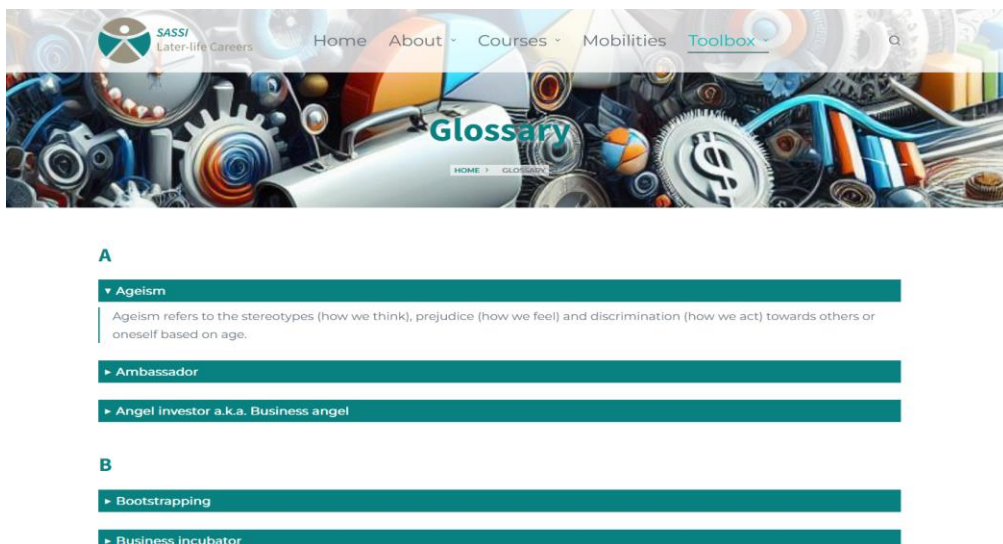 SASSI
Later-life Careers
Home About Courses Mobilities Toolbox
Glossary
HOME > GLOSSARY
A
▾ Ageism
Ageism refers to the stereotypes (how we think), prejudice (how we feel) and discrimination (how we act) towards others or
oneself based on age.
▸ Ambassador
▸ Angel investor a.k.a. Business angel
B
▸ Bootstrapping
▸ Business incubator